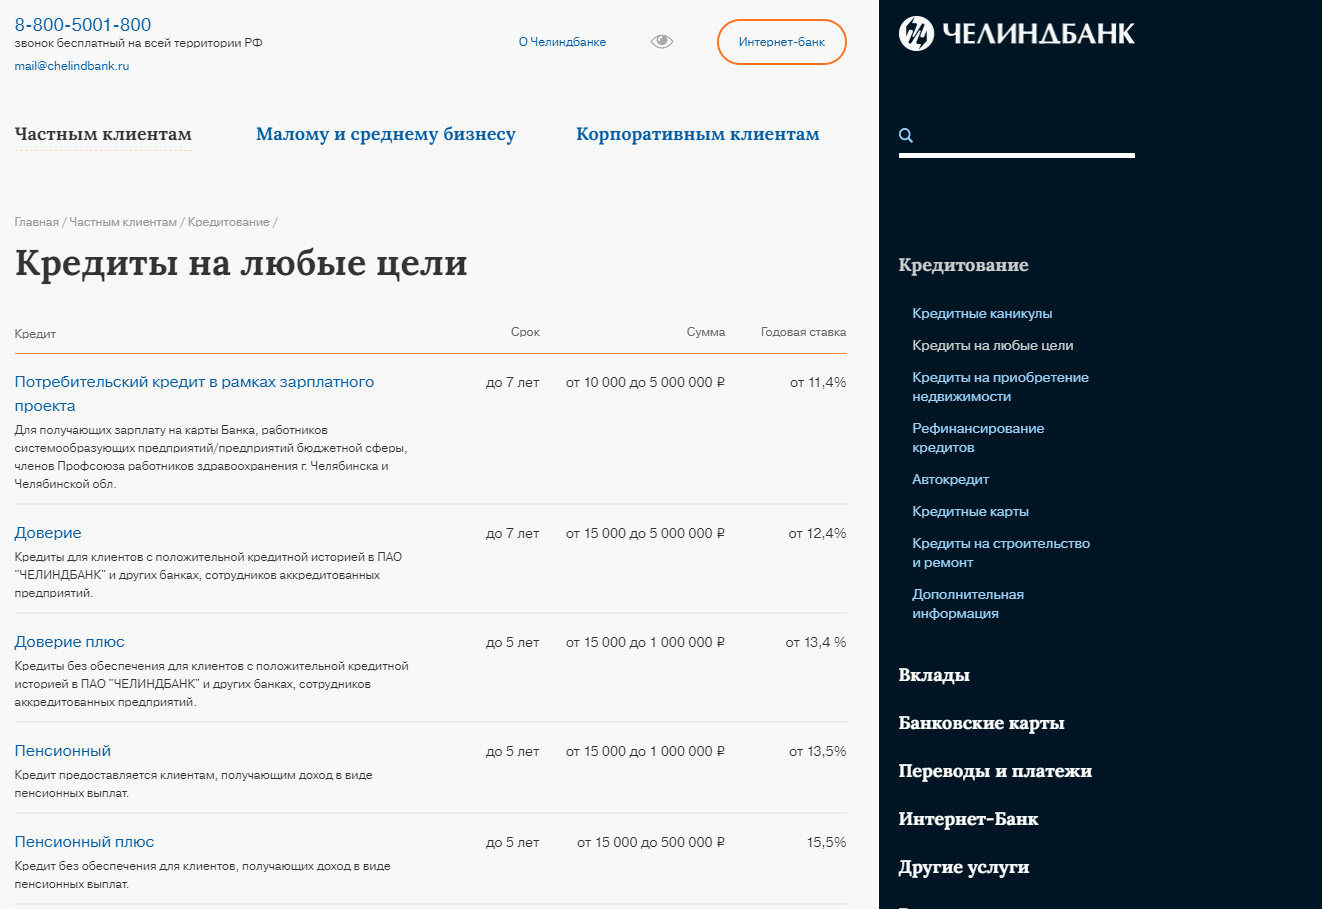 8-800-5001-800
звонок бесплатный на всей территории РФ
mail@chelindbank.ru
О Челиндбанке
Интернет-банк
ЧЕЛИНДБАНК
Частным клиентам
Малому и среднему бизнесу
Корпоративным клиентам
Главная / Частным клиентам / Кредитование /
Кредиты на любые цели
Кредит Срок Сумма Годовая ставка
Потребительский кредит в рамках зарплатного до 7 лет от 10 000 до 5 000 000 ₽ от 11,4%
проекта
Для получающих зарплату на карты Банка, работников
системообразующих предприятий/предприятий бюджетной сферы,
членов Профсоюза работников здравоохранения г. Челябинска и
Челябинской обл.
Доверие до 7 лет от 15 000 до 5 000 000 ₽ от 12,4%
Кредиты для клиентов с положительной кредитной историей в ПАО
"ЧЕЛИНДБАНК" и других банках, сотрудников аккредитованных
предприятий.
Доверие плюс до 5 лет от 15 000 до 1 000 000 ₽ от 13,4 %
Кредиты без обеспечения для клиентов с положительной кредитной
историей в ПАО "ЧЕЛИНДБАНК" и других банках, сотрудников
аккредитованных предприятий.
Пенсионный до 5 лет от 15 000 до 1 000 000 ₽ от 13,5%
Кредит предоставляется клиентам, получающим доход в виде
пенсионных выплат.
Пенсионный плюс до 5 лет от 15 000 до 500 000 ₽ 15,5%
Кредит без обеспечения для клиентов, получающих доход в виде
пенсионных выплат.
Кредитование
Кредитные каникулы
Кредиты на любые цели
Кредиты на приобретение
недвижимости
Рефинансирование
кредитов
Автокредит
Кредитные карты
Кредиты на строительство
и ремонт
Дополнительная
информация
Вклады
Банковские карты
Переводы и платежи
Интернет-Банк
Другие услуги